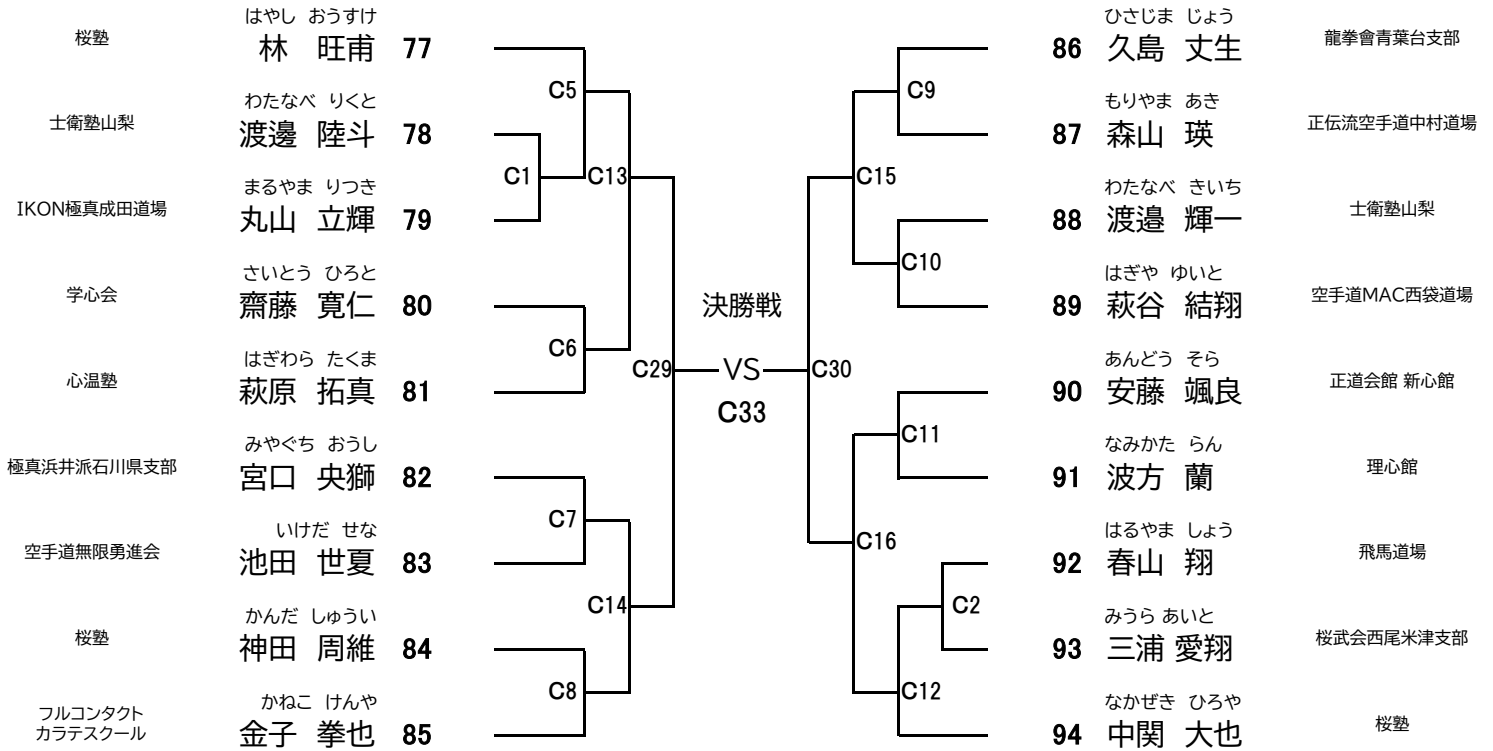 はやし おうすけ
桜塾 林 旺甫 77
わたなべ りくと
士衛塾山梨 渡邊 陸斗 78
まるやま りつき
IKON極真成田道場 丸山 立輝 79
さいとう ひろと
学心会 齋藤 寛仁 80
はぎわら たくま
心温塾 萩原 拓真 81
みやぐち おうし
極真浜井派石川県支部 宮口 央獅 82
いけだ せな
空手道無限勇進会 池田 世夏 83
かんだ しゅうい
桜塾 神田 周維 84
かねこ けんや
フルコンタクト
カラテスクール
金子 拳也 85
C5
C1
C13
C6
C29
C7
C14
C8
決勝戦
VS
C33
C9
C15
C10
C30
C11
C16
C2
C12
ひさじま じょう
86 久島 丈生 龍拳會青葉台支部
もりやま あき
87 森山 瑛 正伝流空手道中村道場
わたなべ きいち
88 渡邉 輝一 士衛塾山梨
はぎや ゆいと
89 萩谷 結翔 空手道MAC西袋道場
あんどう そら
90 安藤 颯良 正道会館 新心館
なみかた らん
91 波方 蘭 理心館
はるやま しょう
92 春山 翔 飛馬道場
みうら あいと
93 三浦 愛翔 桜武会西尾米津支部
なかぜき ひろや
94 中関 大也 桜塾